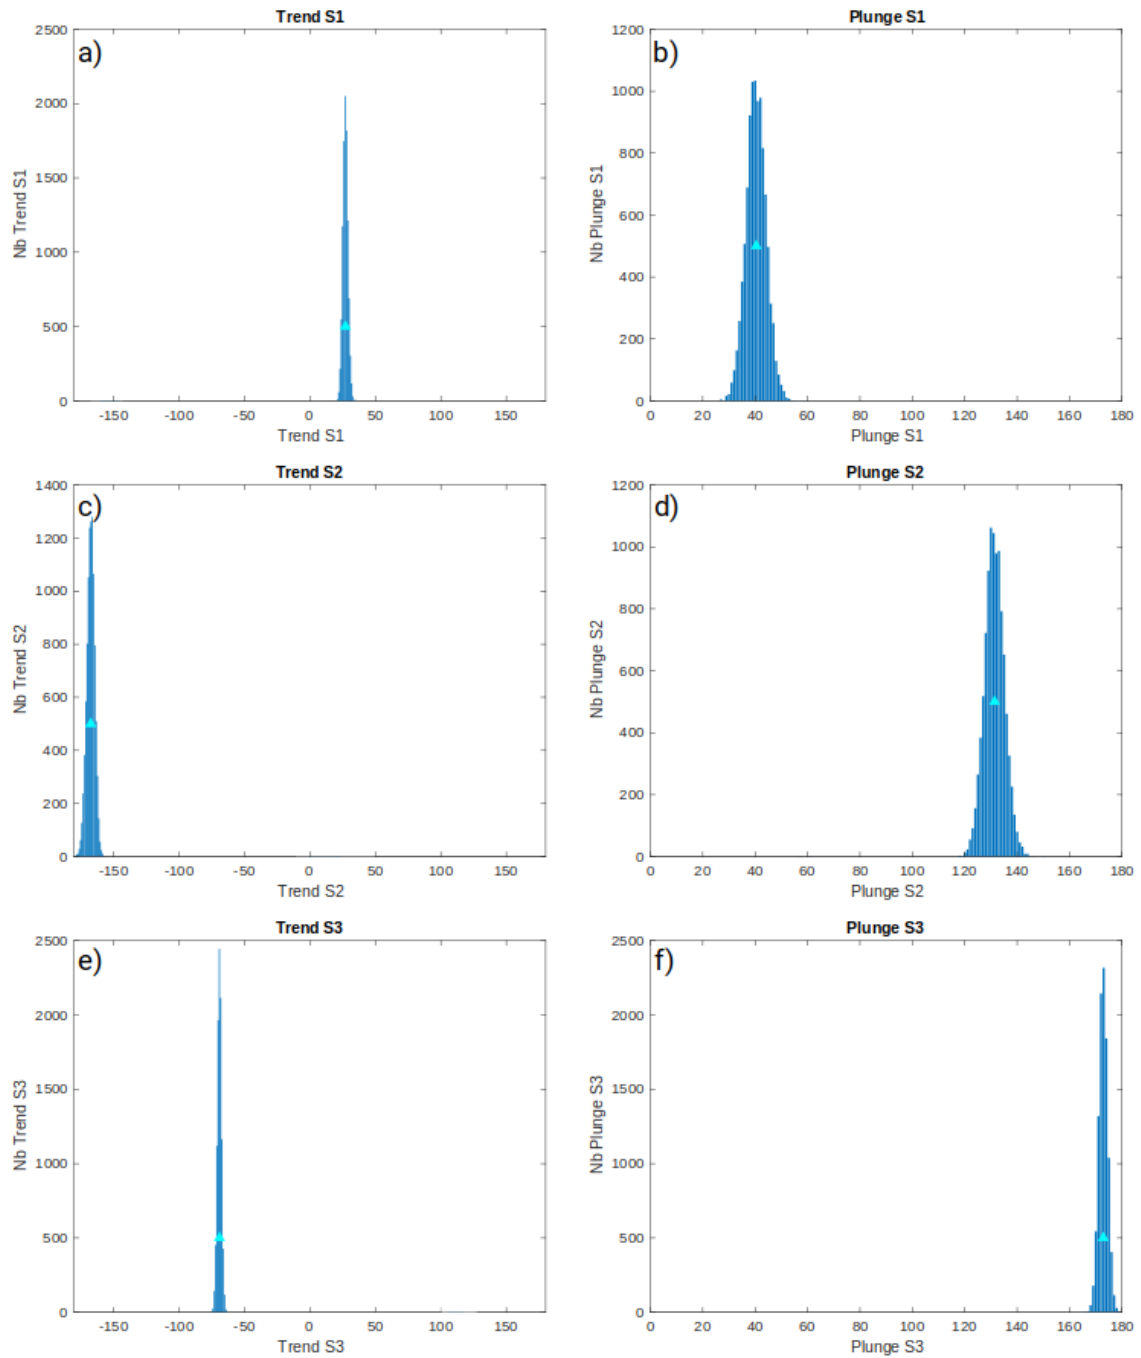 Trend S1
a)
2500
2000
1500
1000
500
0
Nb Trend S1
-150 -100 -50 0 50 100 150
Trend S1
Plunge S1
b)
1200
1000
800
600
400
200
0
Nb Plunge S1
0 20 40 60 80 100 120 140 160 180
Plunge S1
Trend S2
c)
1400
1200
1000
800
600
400
200
0
Nb Trend S2
-150 -100 -50 0 50 100 150
Trend S2
Plunge S2
d)
1200
1000
800
600
400
200
0
Nb Plunge S2
0 20 40 60 80 100 120 140 160 180
Plunge S2
Trend S3
e)
2500
2000
1500
1000
500
0
Nb Trend S3
-150 -100 -50 0 50 100 150
Trend S3
Plunge S3
f)
2500
2000
1500
1000
500
0
Nb Plunge S3
0 20 40 60 80 100 120 140 160 180
Plunge S3